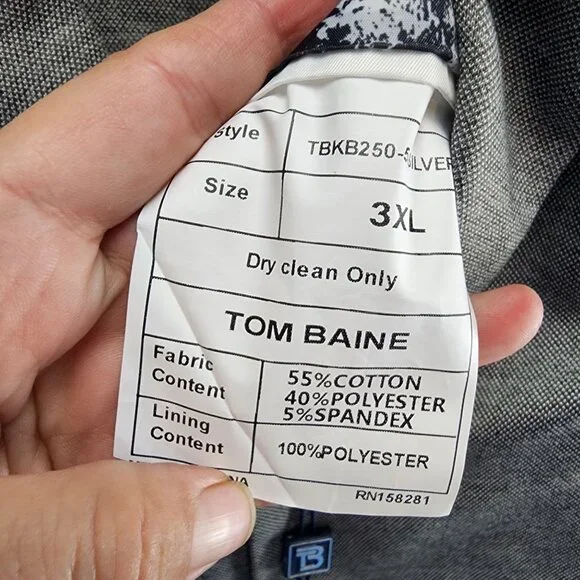 Style TBKB250-SILVER
Size 3XL
Dry clean Only
TOM BAINE
Fabric Content 55%COTTON
40%POLYESTER
5%SPANDEX
Lining Content 100%POLYESTER
RN158281
TB